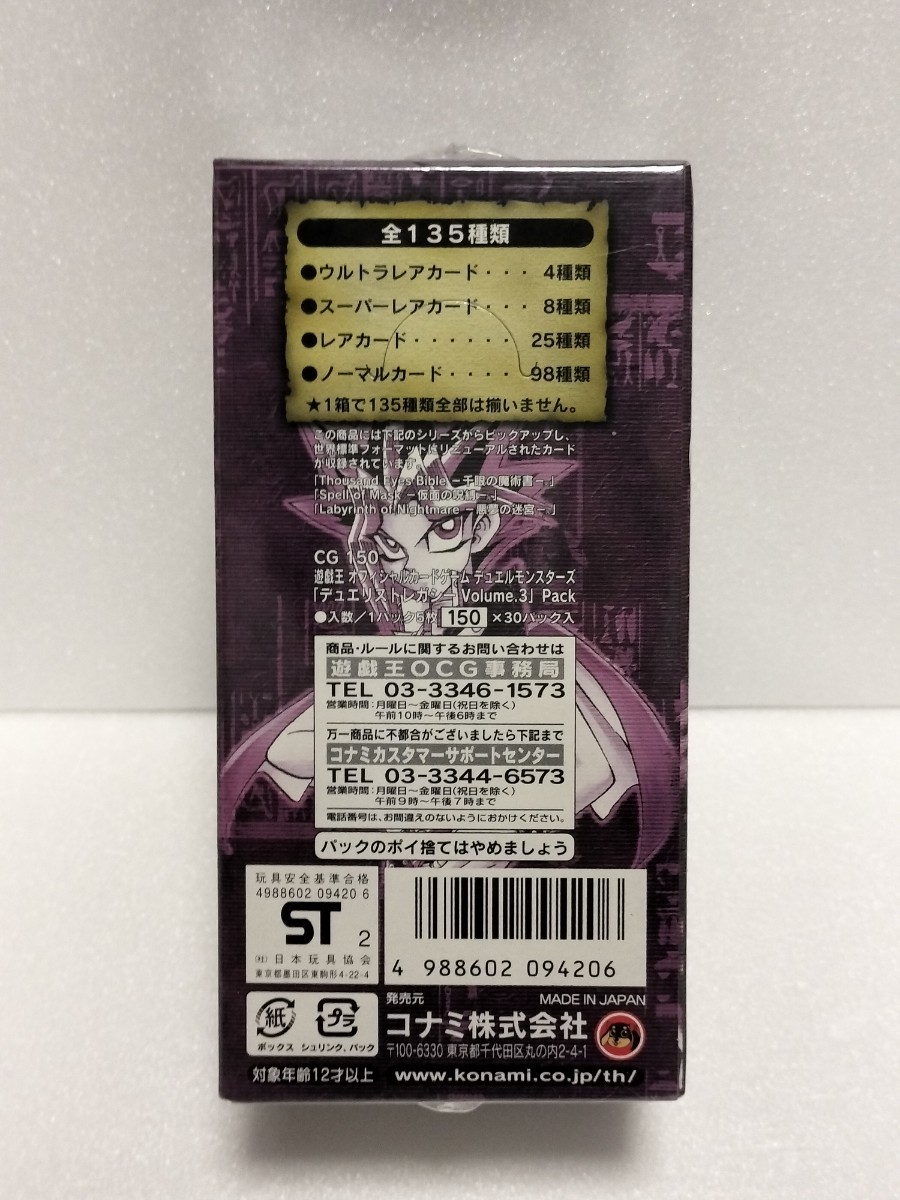 全135種類
●ウルトラレアカード・・・ 4種類
●スーパーレアカード・・・ 8種類
●レアカード・・・・・・ 25種類
●ノーマルカード・・・・ 98種類
★1箱で135種類全部は揃いません。
この商品には下記のシリーズからピックアップし、
世界標準フォーマットにリニューアルされたカード
が収録されています。
「Thousand Eyes Bible －千眼の魔術書－」
「Spell of Mask －仮面の呪縛－」
「Labyrinth of Nightmare －悪夢の迷宮－」
CG 150
遊戯王 オフィシャルカードゲーム デュエルモンスターズ
「デュエリストレガシー Volume.3」 Pack
●入数／1パック5枚 150 ×30パック入
商品・ルールに関するお問い合わせは
遊戯王OCG事務局
TEL 03-3346-1573
営業時間：月曜日～金曜日(祝日を除く)
午前10時～午後6時まで
万一商品に不都合がございましたら下記まで
コナミカスタマーサポートセンター
TEL 03-3344-6573
営業時間：月曜日～金曜日(祝日を除く)
午前9時～午後7時まで
電話番号は、お間違えのないようにおかけください。
パックのポイ捨てはやめましょう
玩具安全基準合格
4988602 09420 6
ST 2
(社)日本玩具協会
東京都墨田区東駒形4-22-4
4 988602 094206
紙
ボックス
プラ
シュリンク、パック
対象年齢12才以上
発売元
MADE IN JAPAN
コナミ株式会社
〒100-6330 東京都千代田区丸の内2-4-1
www.konami.co.jp/th/